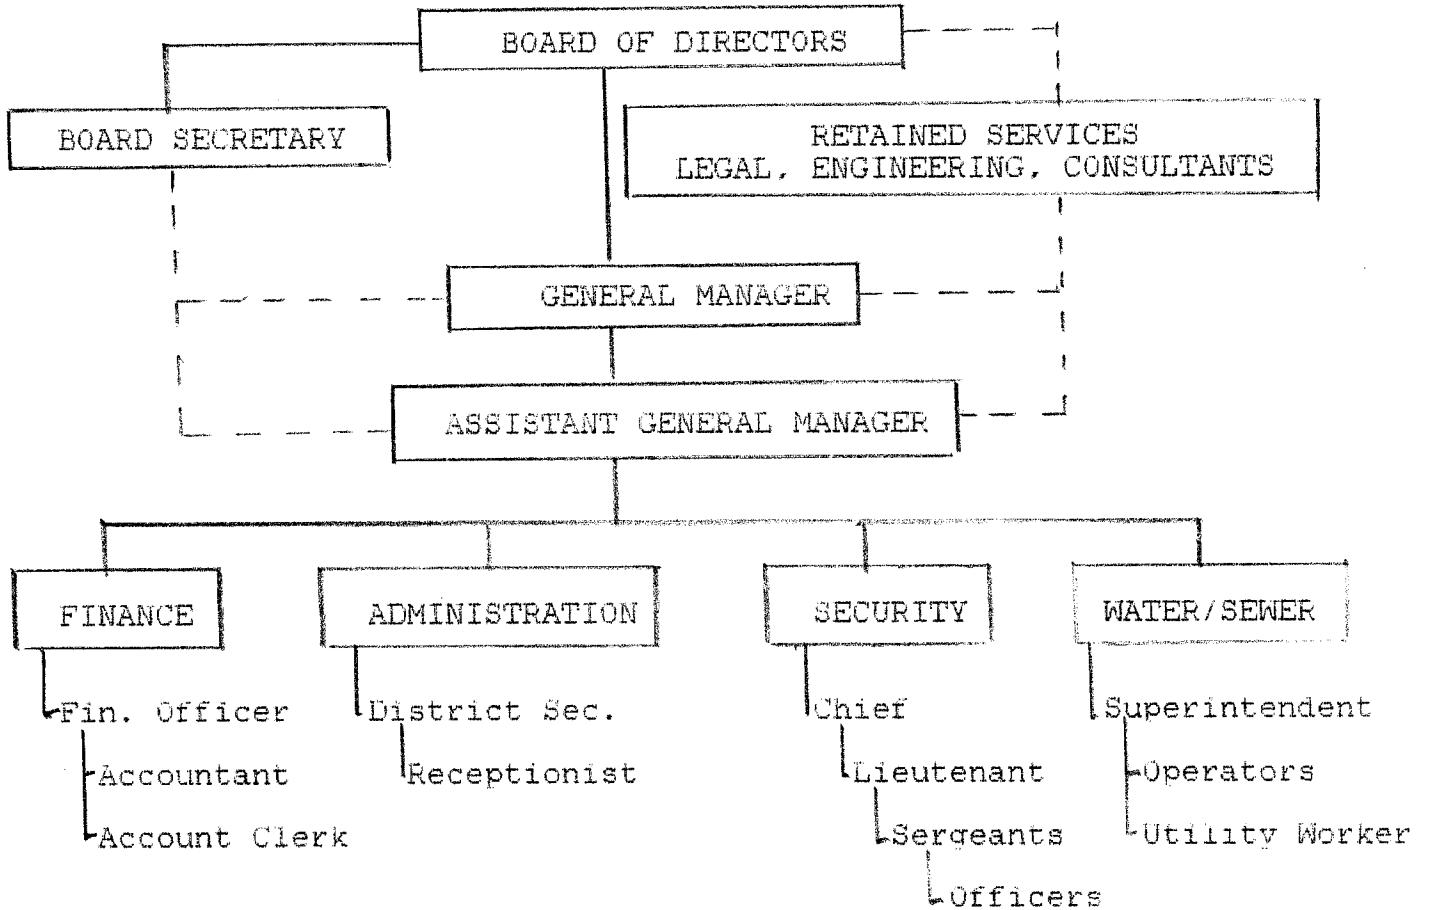 BOARD OF DIRECTORS
BOARD SECRETARY
RETAINED SERVICES
LEGAL, ENGINEERING, CONSULTANTS
GENERAL MANAGER
ASSISTANT GENERAL MANAGER
FINANCE
Fin. Officer
Accountant
Account Clerk
ADMINISTRATION
District Sec.
Receptionist
SECURITY
Chief
Lieutenant
Sergeants
Officers
WATER/SEWER
Superintendent
Operators
Utility Worker